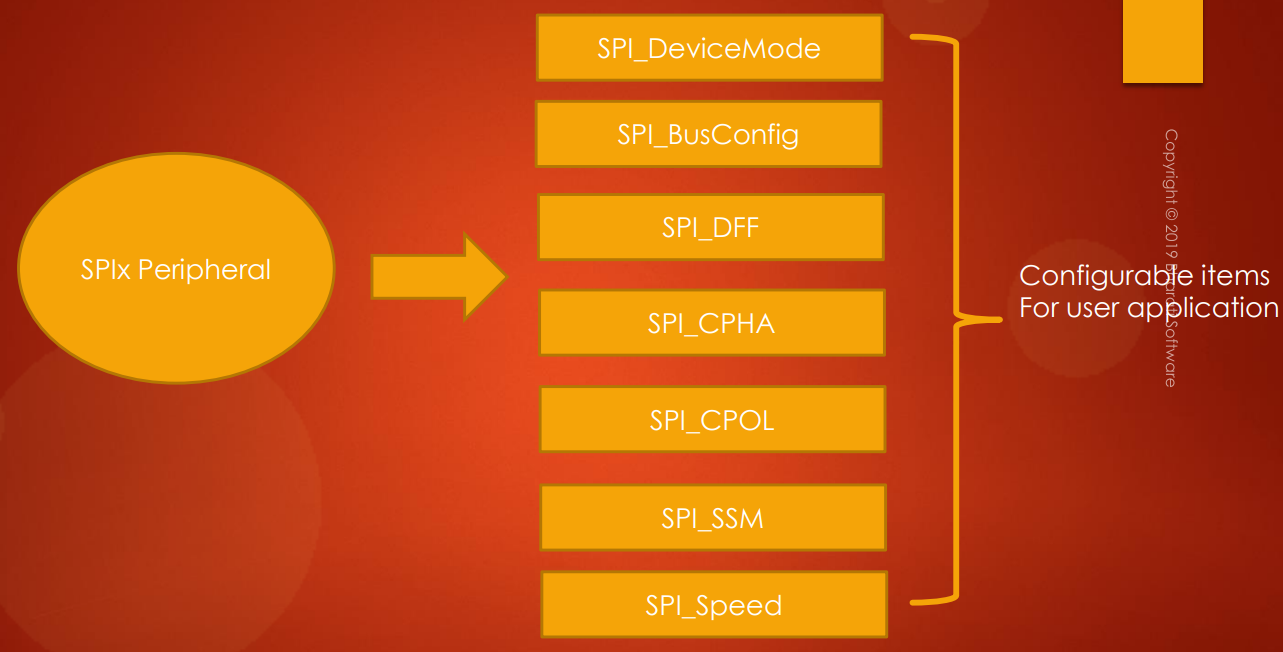 SPIx Peripheral
SPI_DeviceMode
SPI_BusConfig
SPI_DFF
SPI_CPHA
SPI_CPOL
SPI_SSM
SPI_Speed
Configurable items
For user application
Copyright © 2019 Software